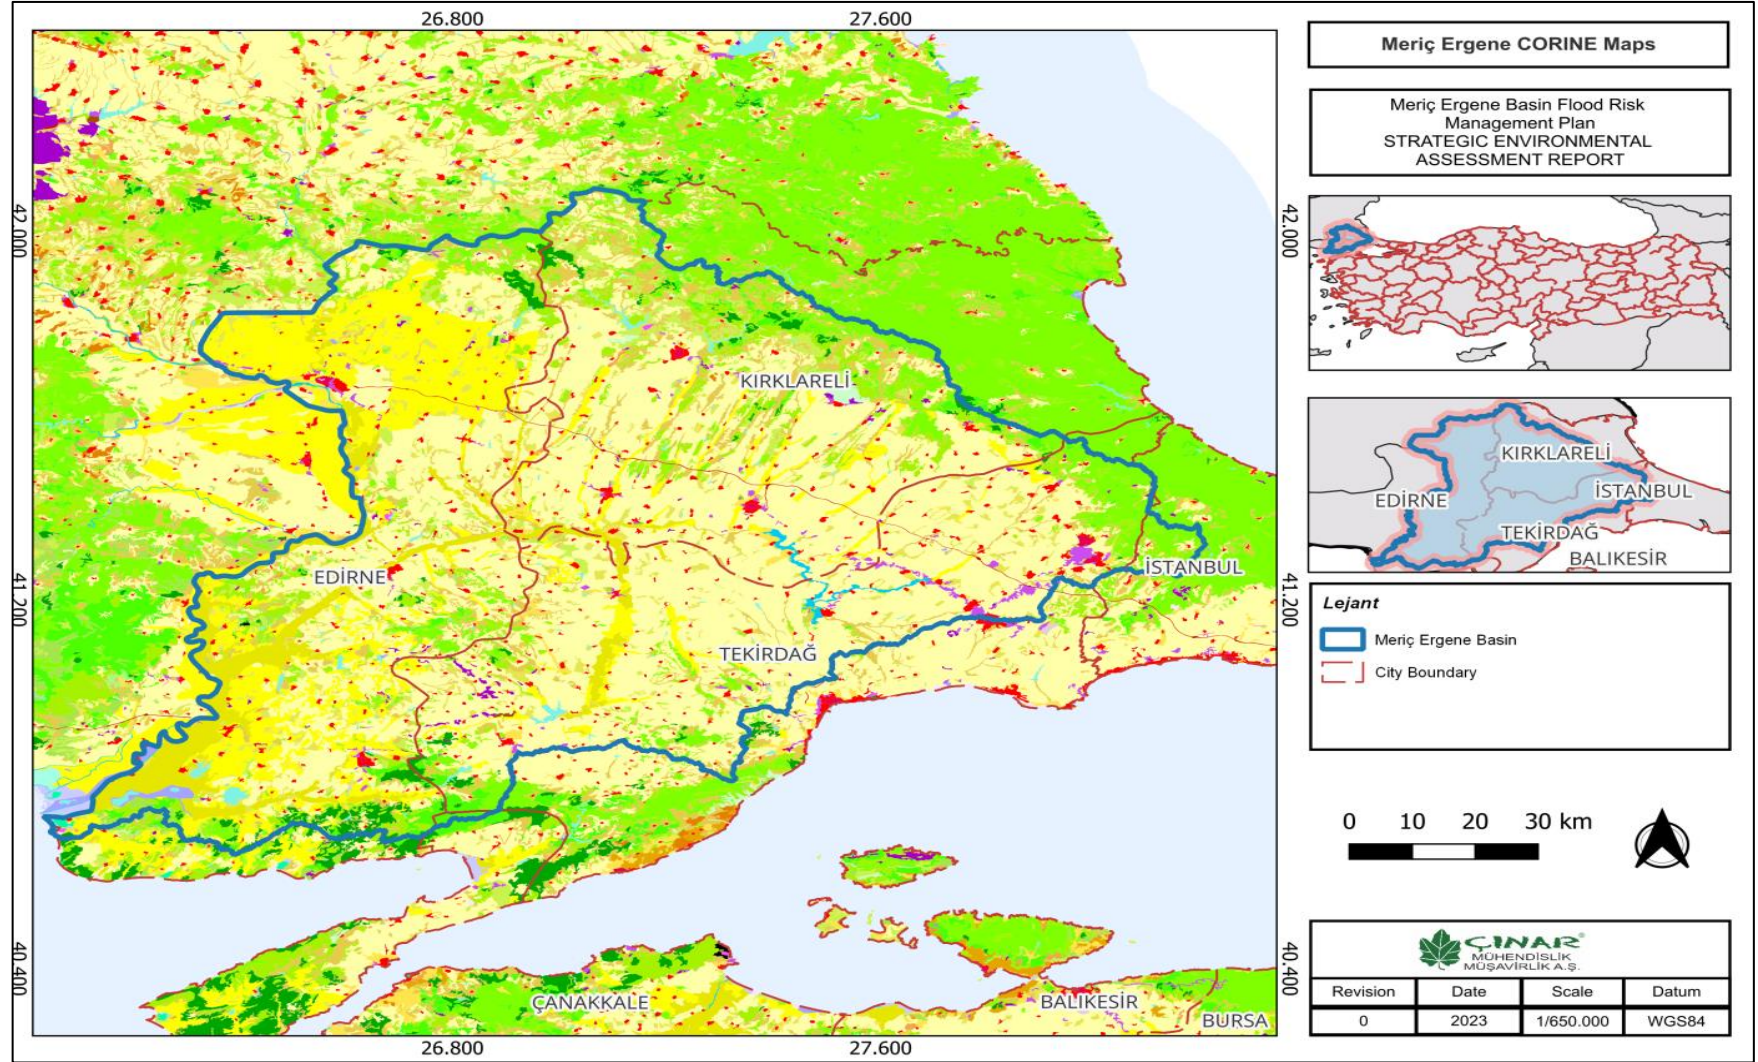 26.800
27.600
42.000
41.200
40.400
KIRKLARELİ
EDİRNE
İSTANBUL
TEKİRDAĞ
ÇANAKKALE
BALIKESİR
BURSA
42.000
41.200
40.400
26.800
27.600
Meriç Ergene CORINE Maps
Meriç Ergene Basin Flood Risk
Management Plan
STRATEGIC ENVIRONMENTAL
ASSESSMENT REPORT
KIRKLARELİ
EDİRNE
İSTANBUL
TEKİRDAĞ
BALIKESİR
Lejant
Meriç Ergene Basin
City Boundary
0 10 20 30 km
ÇINAR®
MÜHENDİSLİK
MÜŞAVİRLİK A.Ş.
Revision Date Scale Datum
0 2023 1/650.000 WGS84